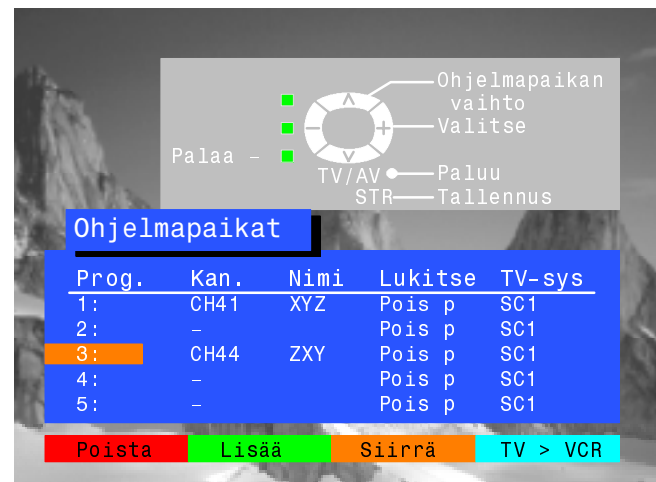 Ohjelmapaikan
vaihto
Valitse
Palaa –
TV/AV Paluu
STR Tallennus
Ohjelmapaikat
Prog. Kan. Nimi Lukitse TV-sys
1: CH41 XYZ Pois p SC1
2: – Pois p SC1
3: CH44 ZXY Pois p SC1
4: – Pois p SC1
5: – Pois p SC1
Poista Lisää Siirrä TV > VCR